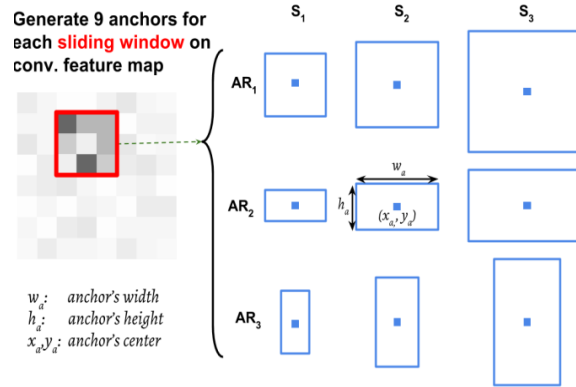 Generate 9 anchors for
each sliding window on
conv. feature map
S1 S2 S3
AR1
AR2
wa
ha
(xa, ya)
AR3
wa: anchor's width
ha: anchor's height
xa,ya: anchor's center